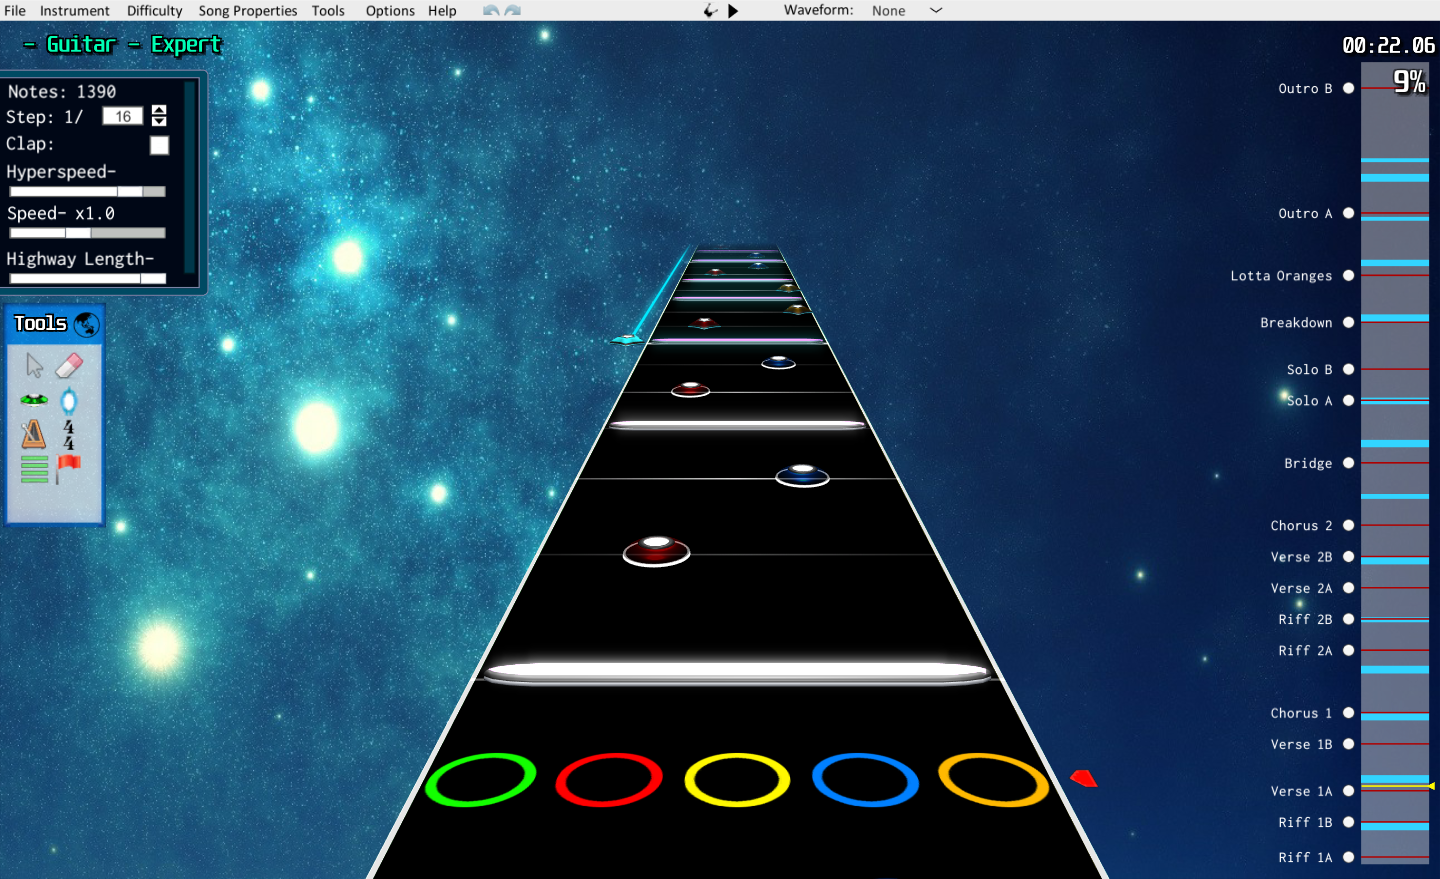 File Instrument Difficulty Song Properties Tools Options Help Waveform: None
- Guitar - Expert
00:22.06
9%
Notes: 1390
Step: 1/ 16
Clap:
Hyperspeed-
Speed- x1.0
Highway Length-
Tools
4
4
Outro B
Outro A
Lotta Oranges
Breakdown
Solo B
Solo A
Bridge
Chorus 2
Verse 2B
Verse 2A
Riff 2B
Riff 2A
Chorus 1
Verse 1B
Verse 1A
Riff 1B
Riff 1A